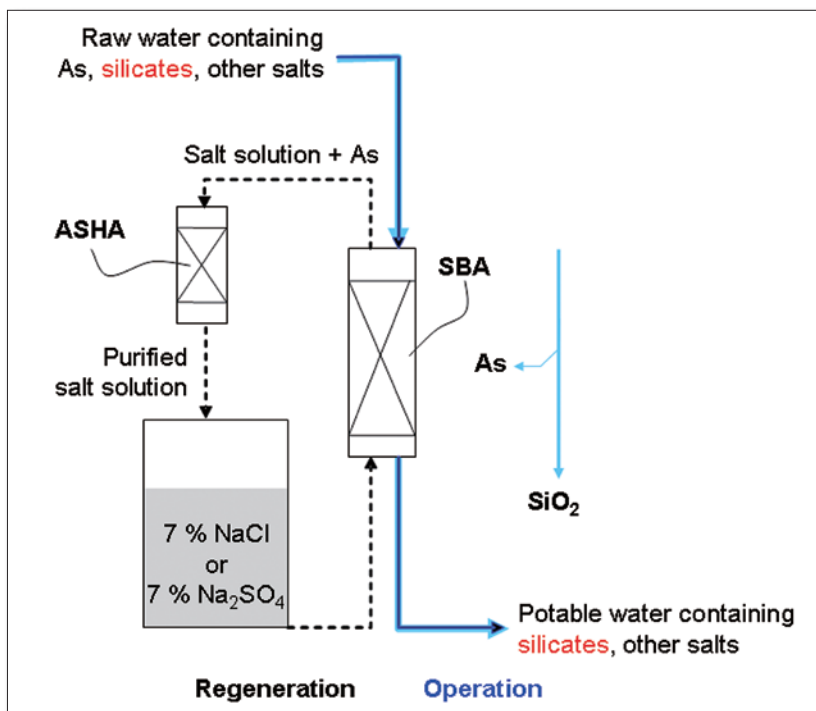 Raw water containing
As, silicates, other salts
Salt solution + As
ASHA
SBA
Purified
salt solution
As
SiO₂
7 % NaCl
or
7 % Na₂SO₄
Potable water containing
silicates, other salts
Regeneration
Operation